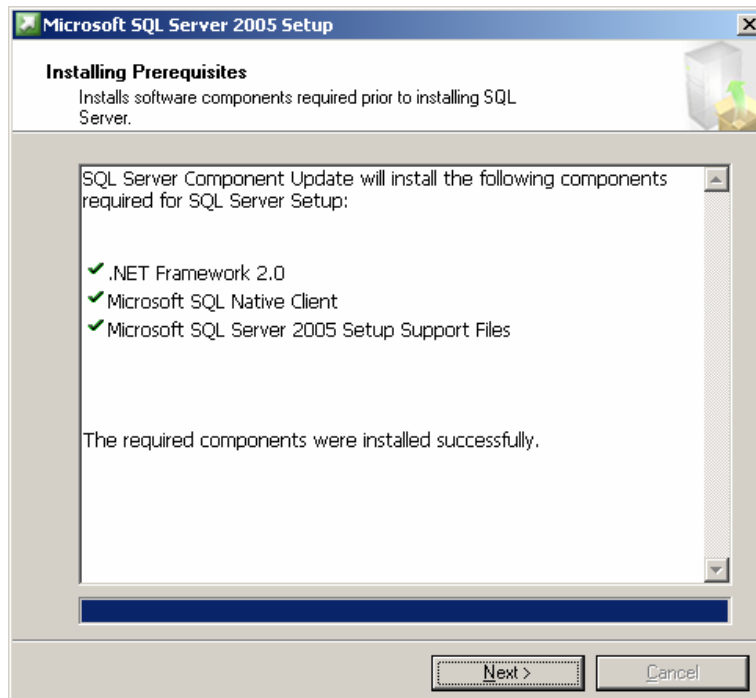 Microsoft SQL Server 2005 Setup
Installing Prerequisites
Installs software components required prior to installing SQL
Server.
SQL Server Component Update will install the following components
required for SQL Server Setup:
.NET Framework 2.0
Microsoft SQL Native Client
Microsoft SQL Server 2005 Setup Support Files
The required components were installed successfully.
Next >
Cancel